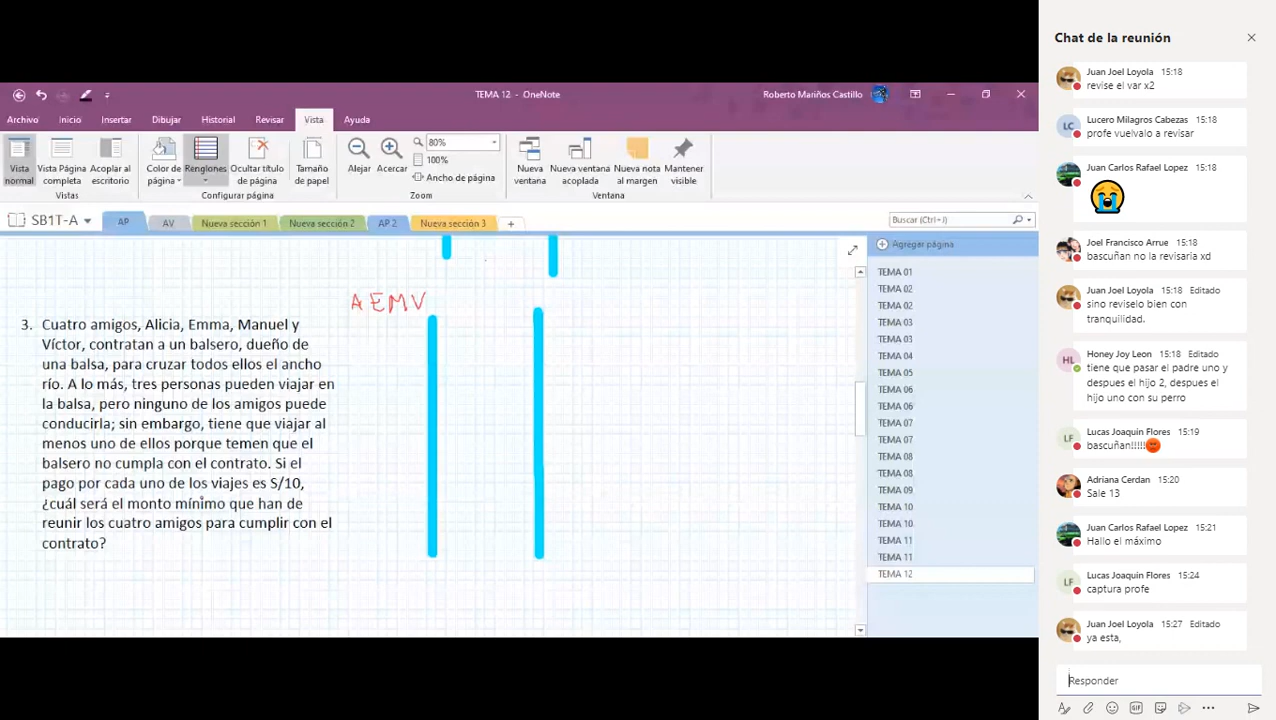 Chat de la reunión
TEMA 12 - OneNote
Roberto Mariños Castillo
Archivo Inicio Insertar Dibujar Historial Revisar Vista Ayuda
Vista normal
Vista Página completa
Acoplar al escritorio
Vistas
Color de página
Renglones
Ocultar título de página
Tamaño de papel
Configurar página
Alejar
Acercar
80%
100%
Ancho de página
Zoom
Nueva ventana
Nueva ventana acoplada
Nueva nota al margen
Mantener visible
Ventana
SB1T-A
AP
AV
Nueva sección 1
Nueva sección 2
AP 2
Nueva sección 3
+
Buscar (Ctrl+I)
A E M V
3. Cuatro amigos, Alicia, Emma, Manuel y
Víctor, contratan a un balsero, dueño de
una balsa, para cruzar todos ellos el ancho
río. A lo más, tres personas pueden viajar en
la balsa, pero ninguno de los amigos puede
conducirla; sin embargo, tiene que viajar al
menos uno de ellos porque temen que el
balsero no cumpla con el contrato. Si el
pago por cada uno de los viajes es S/10,
¿cuál será el monto mínimo que han de
reunir los cuatro amigos para cumplir con el
contrato?
Agregar página
TEMA 01
TEMA 02
TEMA 02
TEMA 03
TEMA 03
TEMA 04
TEMA 05
TEMA 06
TEMA 06
TEMA 07
TEMA 07
TEMA 08
TEMA 08
TEMA 09
TEMA 10
TEMA 10
TEMA 11
TEMA 11
TEMA 12
Juan Joel Loyola 15:18
revise el var x2
LC
Lucero Milagros Cabezas 15:18
profe vuelvalo a revisar
Juan Carlos Rafael Lopez 15:18
Joel Francisco Arrue 15:18
bascuñan no la revisaria xd
Juan Joel Loyola 15:18 Editado
sino reviselo bien con
tranquilidad.
HL
Honey Joy Leon 15:18 Editado
tiene que pasar el padre uno y
despues el hijo 2, despues el
hijo uno con su perro
LF
Lucas Joaquin Flores 15:19
bascuñan!!!!!
Adriana Cerdan 15:20
Sale 13
Juan Carlos Rafael Lopez 15:21
Hallo el máximo
LF
Lucas Joaquin Flores 15:24
captura profe
Juan Joel Loyola 15:27 Editado
ya esta,
Responder
GIF